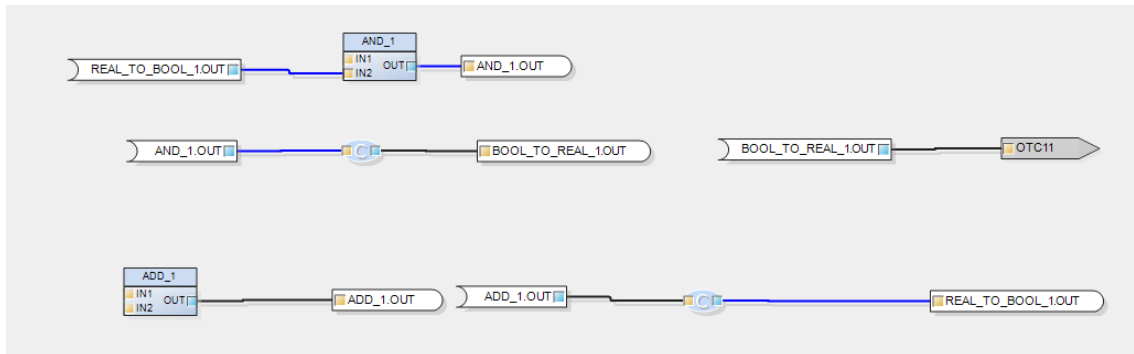 AND_1
IN1
OUT
IN2
REAL_TO_BOOL_1.OUT
AND_1.OUT
AND_1.OUT
C
BOOL_TO_REAL_1.OUT
BOOL_TO_REAL_1.OUT
OTC11
ADD_1
IN1
OUT
IN2
ADD_1.OUT
ADD_1.OUT
C
REAL_TO_BOOL_1.OUT